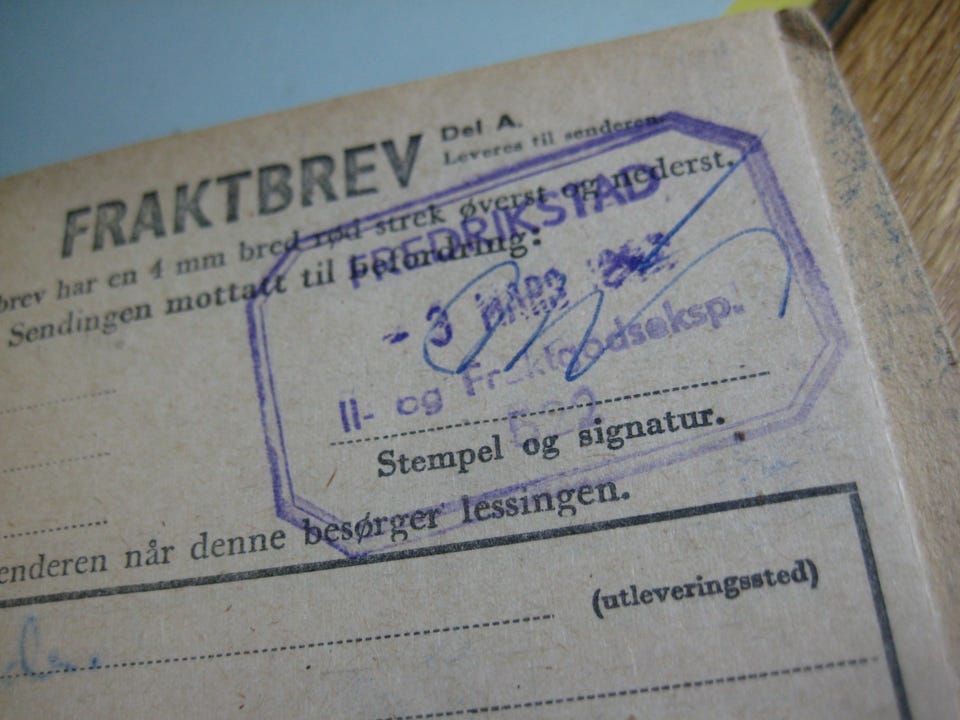 FRAKTBREV
Del A.
Leveres til senderen.
brev har en 4 mm bred rød strek øverst og nederst.
Sendingen mottatt til befordring:
FREDRIKSTAD
- 3 MARS
Il- og Fraktgodseksp.
Stempel og signatur.
enderen når denne besørger lessingen.
(utleveringssted)